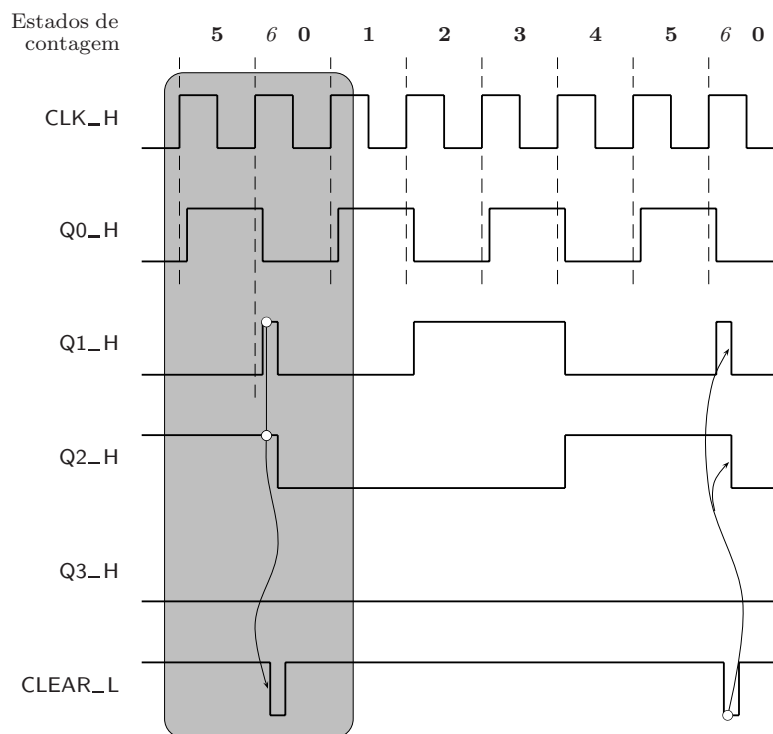 Estados de
contagem
5 6 0 1 2 3 4 5 6 0
CLK_H
Q0_H
Q1_H
Q2_H
Q3_H
CLEAR_L